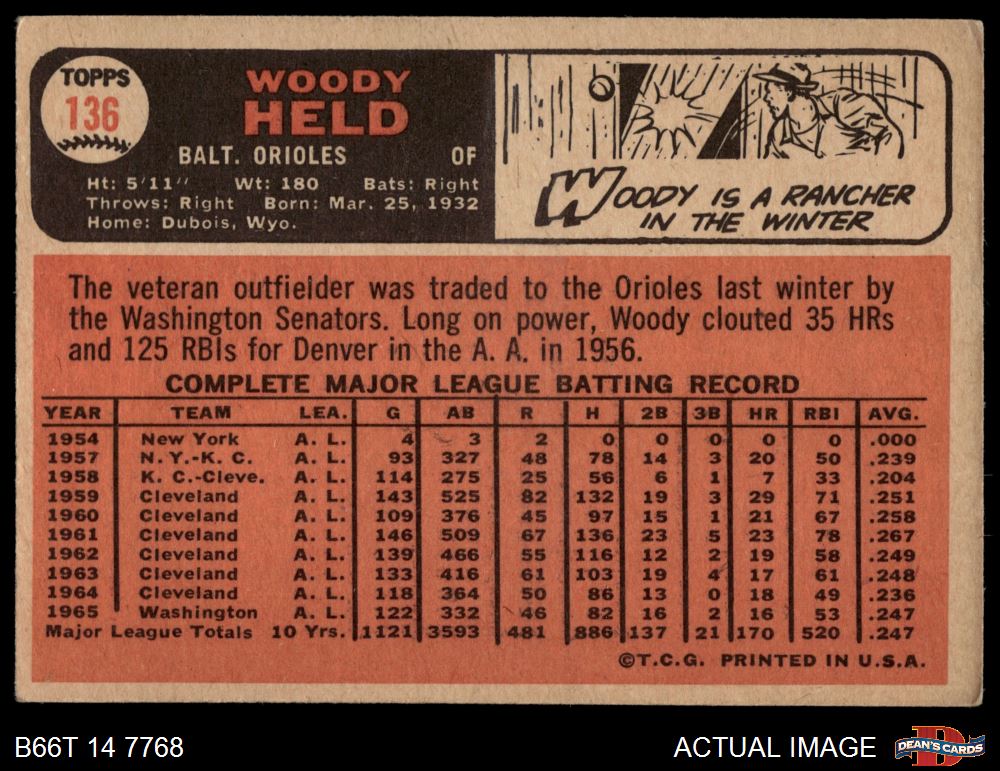 TOPPS
136
WOODY
HELD
BALT. ORIOLES OF
Ht: 5'11" Wt: 180 Bats: Right
Throws: Right Born: Mar. 25, 1932
Home: Dubois, Wyo.
WOODY IS A RANCHER
IN THE WINTER
The veteran outfielder was traded to the Orioles last winter by
the Washington Senators. Long on power, Woody clouted 35 HRs
and 125 RBIs for Denver in the A. A. in 1956.
COMPLETE MAJOR LEAGUE BATTING RECORD
YEAR TEAM LEA. G AB R H 2B 3B HR RBI AVG.
1954 New York A. L. 4 3 2 0 0 0 0 0 .000
1957 N. Y.-K. C. A. L. 93 327 48 78 14 3 20 50 .239
1958 K. C.-Cleve. A. L. 114 275 25 56 6 1 7 33 .204
1959 Cleveland A. L. 143 525 82 132 19 3 29 71 .251
1960 Cleveland A. L. 109 376 45 97 15 1 21 67 .258
1961 Cleveland A. L. 146 509 67 136 23 5 23 78 .267
1962 Cleveland A. L. 139 466 55 116 12 2 19 58 .249
1963 Cleveland A. L. 133 416 61 103 19 4 17 61 .248
1964 Cleveland A. L. 118 364 50 86 13 0 18 49 .236
1965 Washington A. L. 122 332 46 82 16 2 16 53 .247
Major League Totals 10 Yrs. 1121 3593 481 886 137 21 170 520 .247
©T.C.G. PRINTED IN U.S.A.
B66T 14 7768 ACTUAL IMAGE DEAN'S CARDS